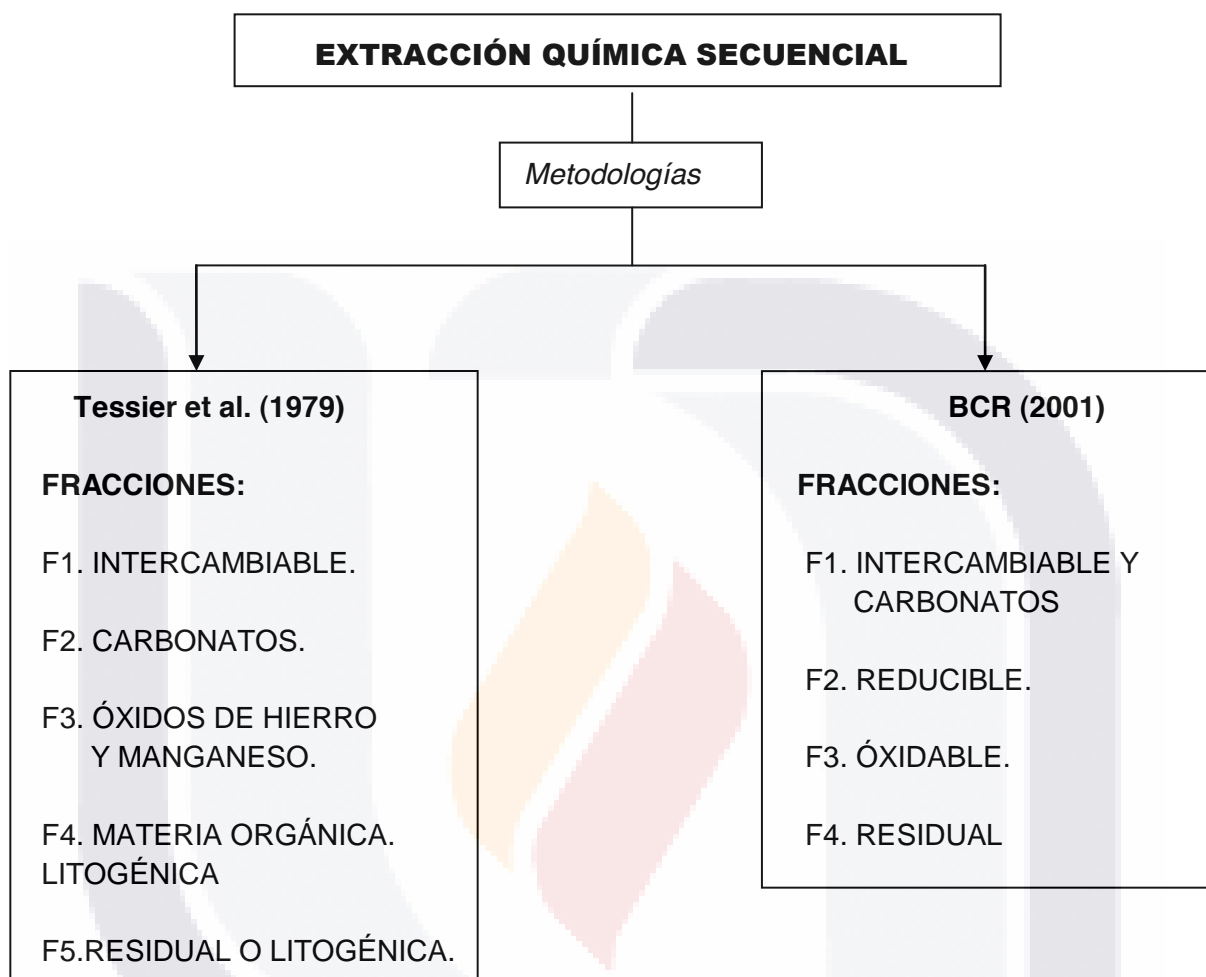 EXTRACCIÓN QUÍMICA SECUENCIAL
Metodologías
Tessier et al. (1979)
FRACCIONES:
F1. INTERCAMBIABLE.
F2. CARBONATOS.
F3. ÓXIDOS DE HIERRO
Y MANGANESO.
F4. MATERIA ORGÁNICA.
LITOGÉNICA
F5.RESIDUAL O LITOGÉNICA.
BCR (2001)
FRACCIONES:
F1. INTERCAMBIABLE Y
CARBONATOS
F2. REDUCIBLE.
F3. ÓXIDABLE.
F4. RESIDUAL